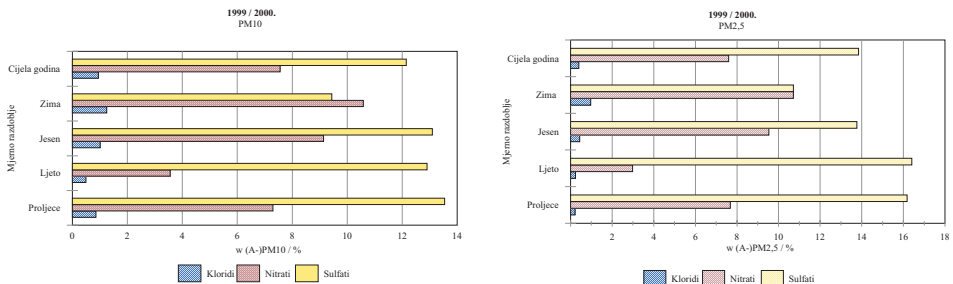 1999 / 2000.
PM10
Mjerno razdoblje
Cijela godina
Zima
Jesen
Ljeto
Proljece
0 2 4 6 8 10 12 14
w (A-)PM10 / %
Kloridi Nitrati Sulfati
1999 / 2000.
PM2,5
Mjerno razdoblje
Cijela godina
Zima
Jesen
Ljeto
Proljece
2 4 6 8 10 12 14 16 18
w (A-)PM2,5 / %
Kloridi Nitrati Sulfati